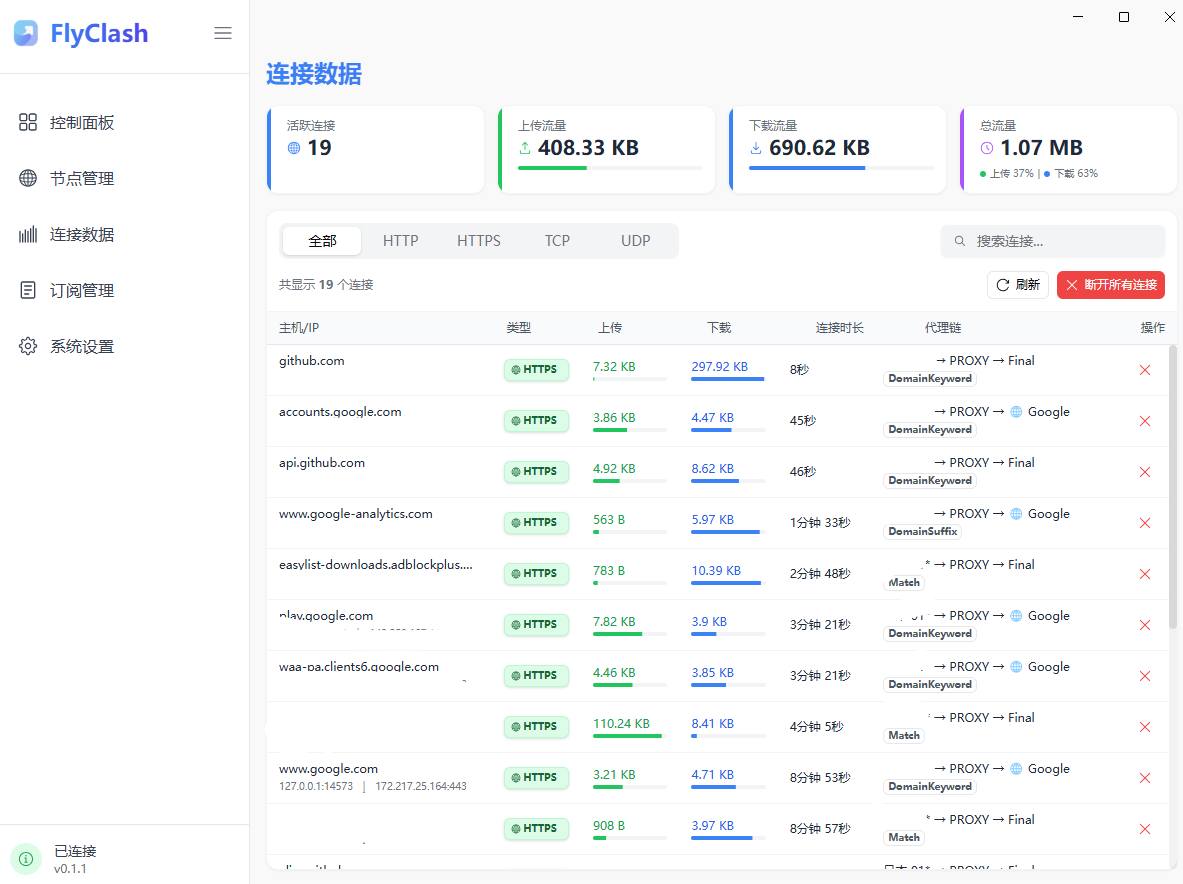 FlyClash
控制面板
节点管理
连接数据
订阅管理
系统设置
已连接
v0.1.1
连接数据
活跃连接
19
上传流量
408.33 KB
下载流量
690.62 KB
总流量
1.07 MB
上传 37% | 下载 63%
全部 HTTP HTTPS TCP UDP
搜索连接...
共显示 19 个连接
刷新
断开所有连接
主机/IP 类型 上传 下载 连接时长 代理链 操作
github.com HTTPS 7.32 KB 297.92 KB 8秒 → PROXY → Final
DomainKeyword
accounts.google.com HTTPS 3.86 KB 4.47 KB 45秒 → PROXY → Google
DomainKeyword
api.github.com HTTPS 4.92 KB 8.62 KB 46秒 → PROXY → Final
DomainKeyword
www.google-analytics.com HTTPS 563 B 5.97 KB 1分钟 33秒 → PROXY → Google
DomainSuffix
easylist-downloads.adblockplus.... HTTPS 783 B 10.39 KB 2分钟 48秒 * → PROXY → Final
Match
play.google.com HTTPS 7.82 KB 3.9 KB 3分钟 21秒 → PROXY → Google
DomainKeyword
waa-pa.clients6.google.com HTTPS 4.46 KB 3.85 KB 3分钟 21秒 → PROXY → Google
DomainKeyword
HTTPS 110.24 KB 8.41 KB 4分钟 5秒 * → PROXY → Final
Match
www.google.com HTTPS 3.21 KB 4.71 KB 8分钟 53秒 → PROXY → Google
127.0.0.1:14573 | 172.217.25.164:443 DomainKeyword
HTTPS 908 B 3.97 KB 8分钟 57秒 * → PROXY → Final
Match